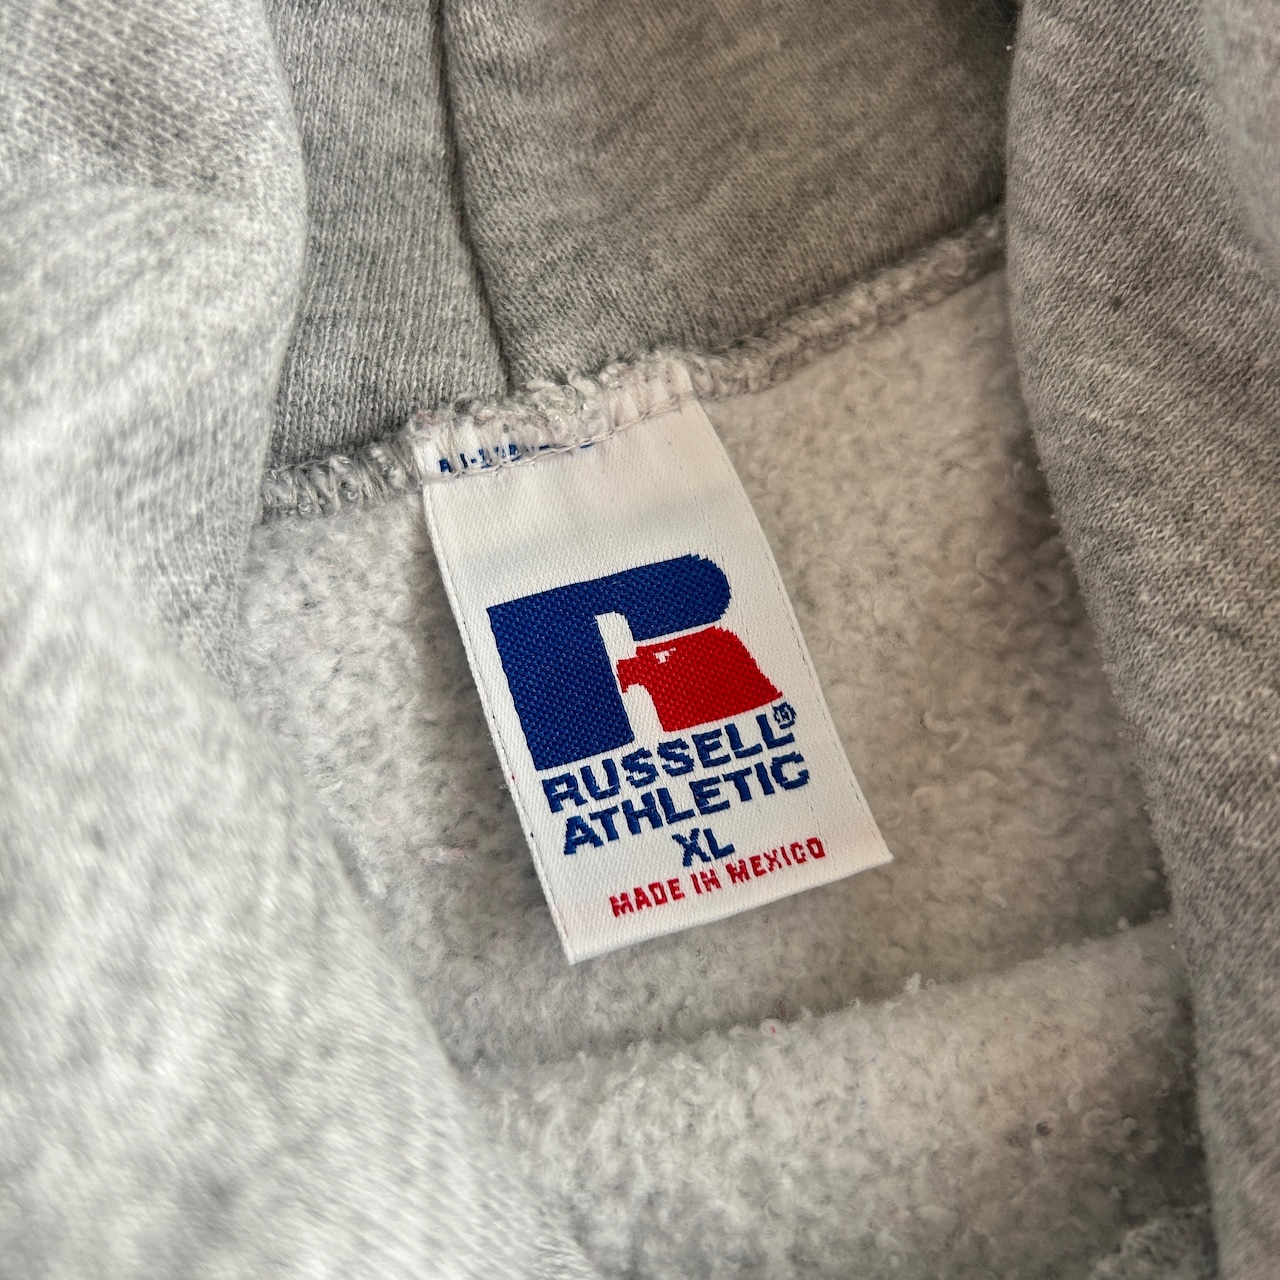 RUSSELL®
ATHLETIC
XL
MADE IN MEXICO